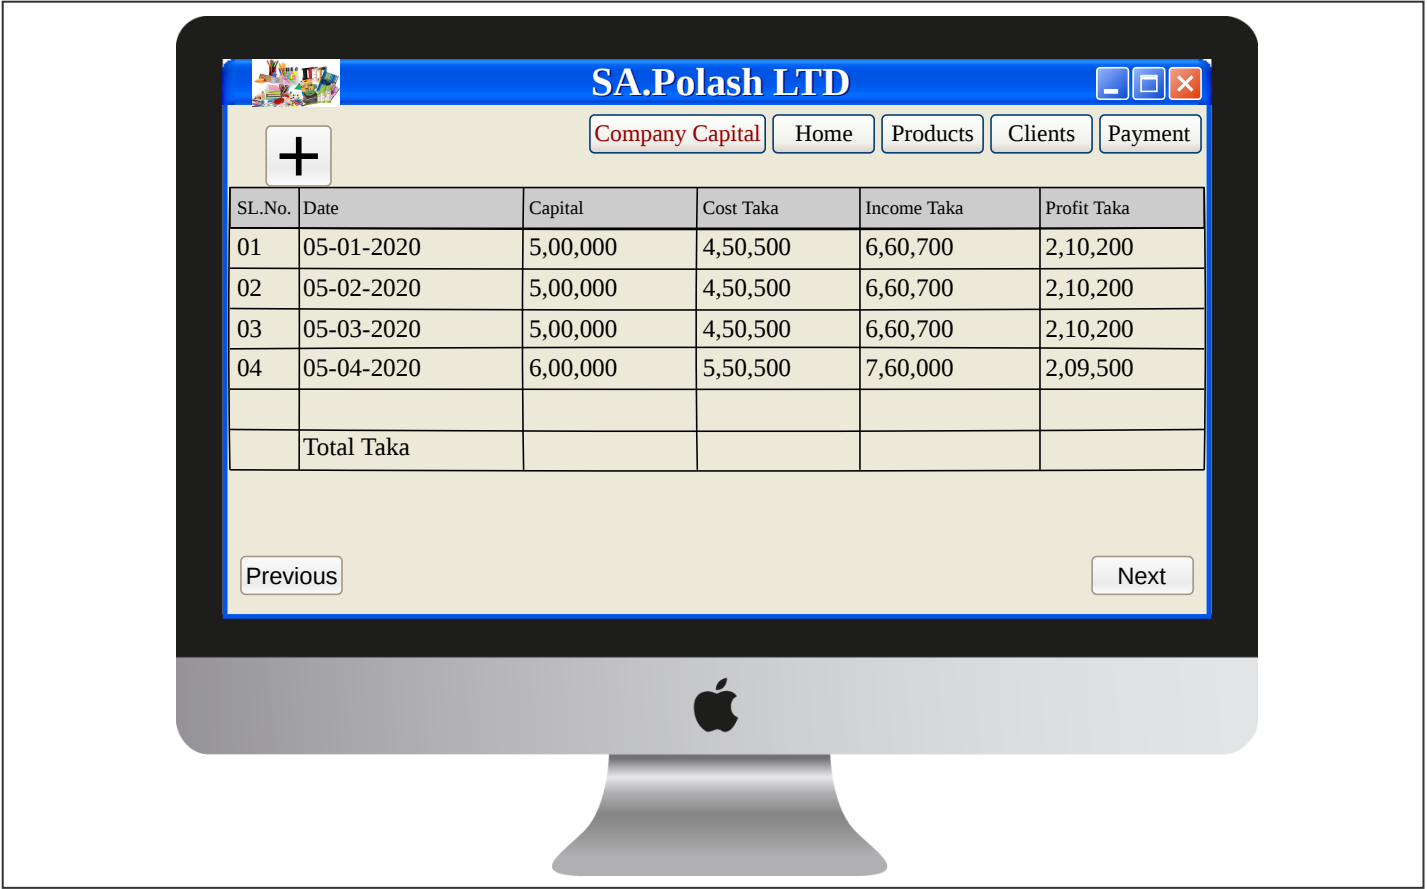 SA.Polash LTD
Company Capital Home Products Clients Payment
SL.No. Date Capital Cost Taka Income Taka Profit Taka
01 05-01-2020 5,00,000 4,50,500 6,60,700 2,10,200
02 05-02-2020 5,00,000 4,50,500 6,60,700 2,10,200
03 05-03-2020 5,00,000 4,50,500 6,60,700 2,10,200
04 05-04-2020 6,00,000 5,50,500 7,60,000 2,09,500
Total Taka
Previous Next